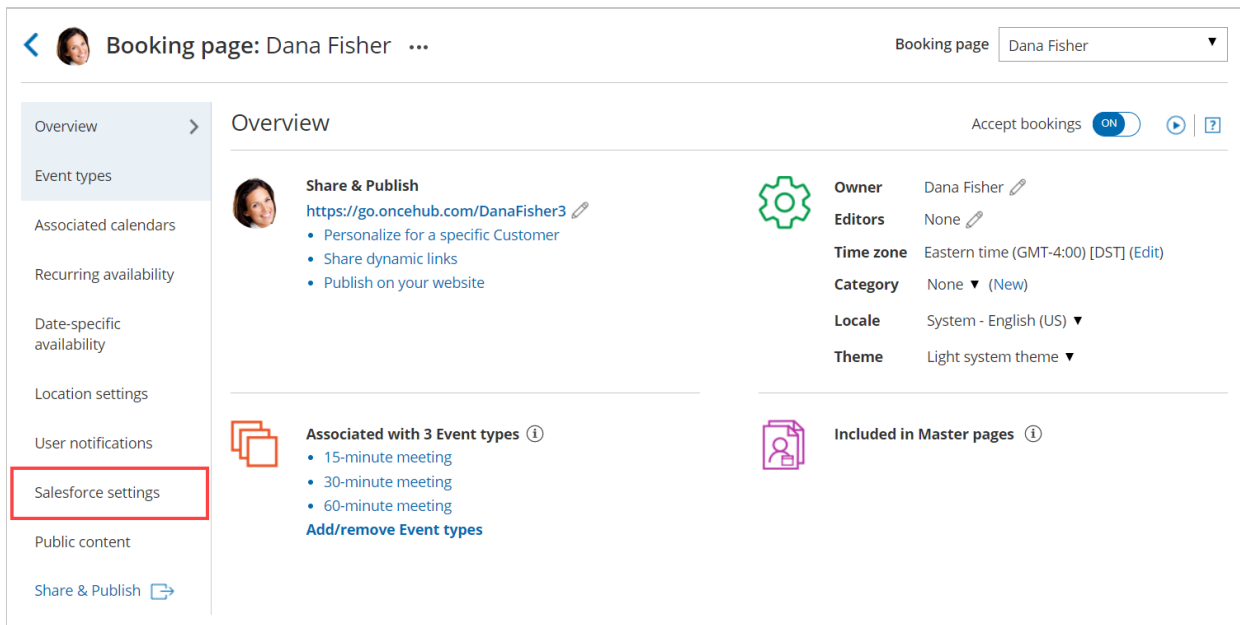 Booking page: Dana Fisher ...
Booking page
Dana Fisher ▼
Overview
Event types
Associated calendars
Recurring availability
Date-specific
availability
Location settings
User notifications
Salesforce settings
Public content
Share & Publish
Overview
Accept bookings ON
?
Share & Publish
https://go.oncehub.com/DanaFisher3
• Personalize for a specific Customer
• Share dynamic links
• Publish on your website
Owner Dana Fisher
Editors None
Time zone Eastern time (GMT-4:00) [DST] (Edit)
Category None ▼ (New)
Locale System - English (US) ▼
Theme Light system theme ▼
Associated with 3 Event types i
• 15-minute meeting
• 30-minute meeting
• 60-minute meeting
Add/remove Event types
Included in Master pages i